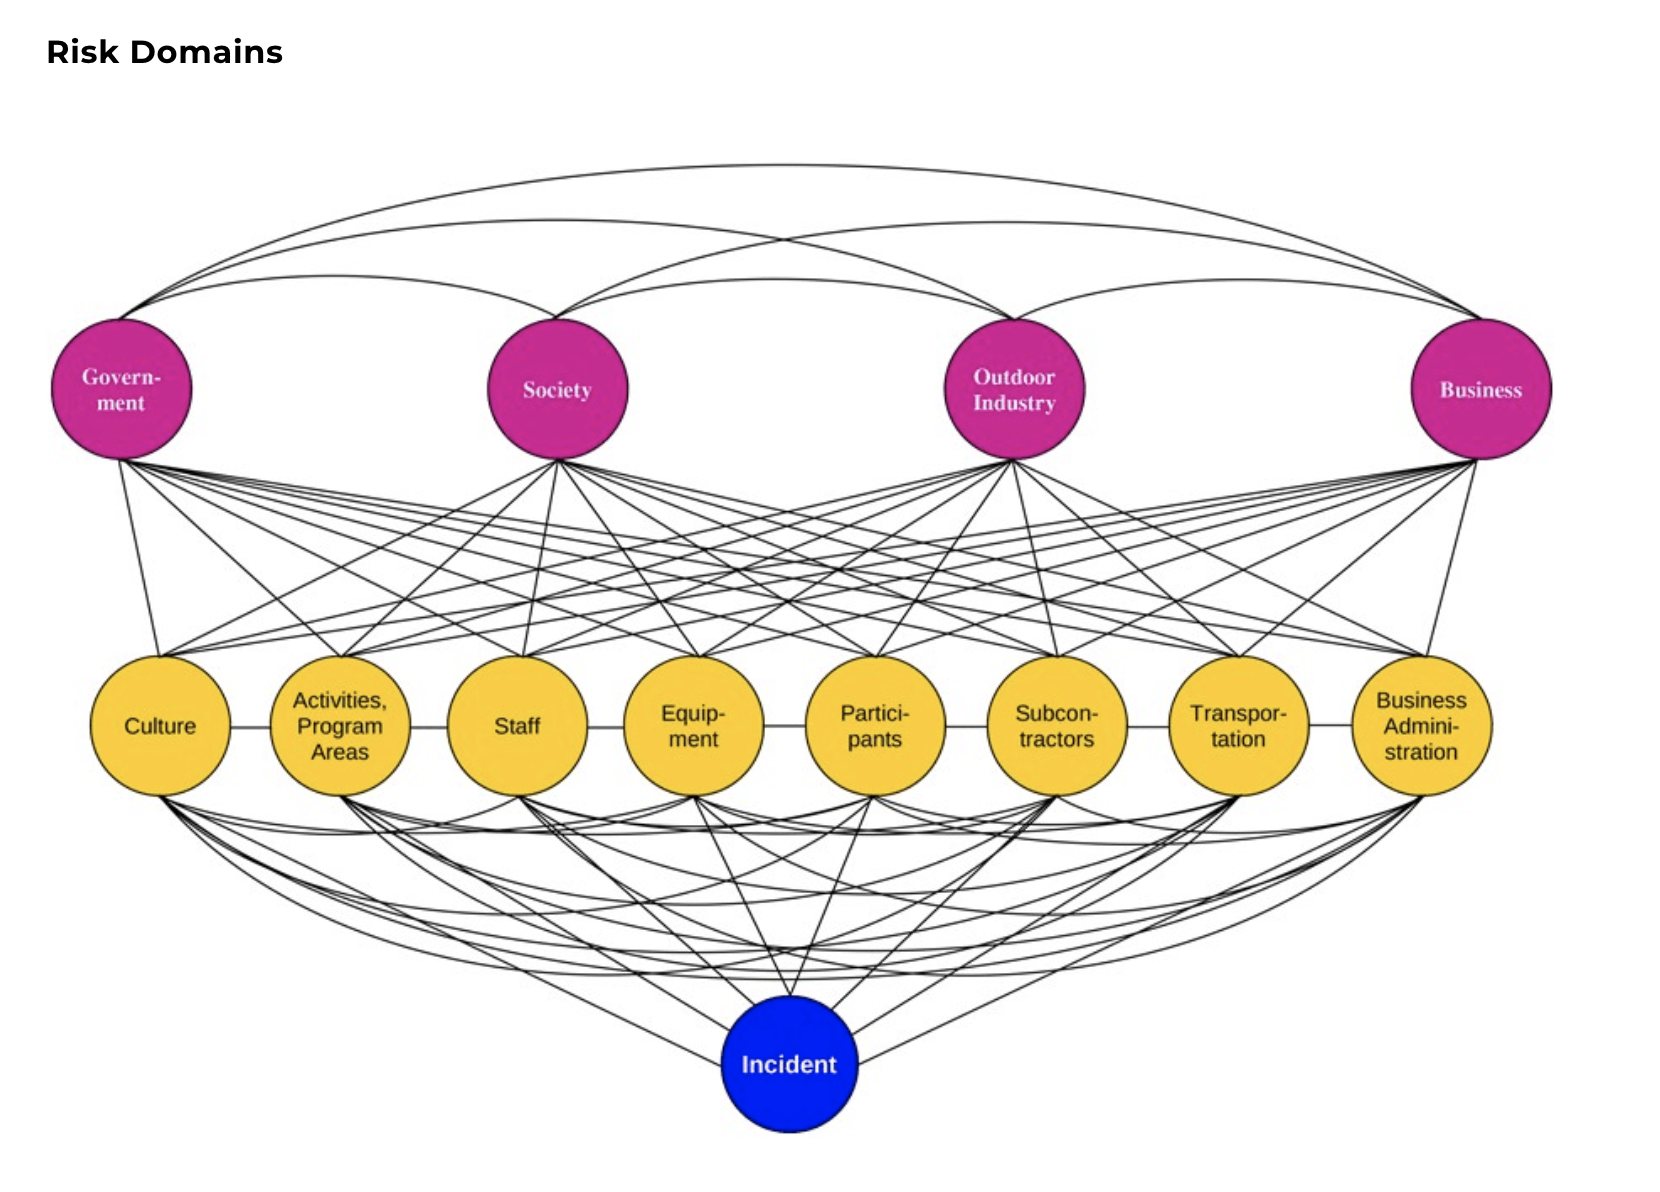 Risk Domains
Govern-
ment
Society
Outdoor
Industry
Business
Culture
Activities,
Program
Areas
Staff
Equip-
ment
Partici-
pants
Subcon-
tractors
Transpor-
tation
Business
Admini-
stration
Incident